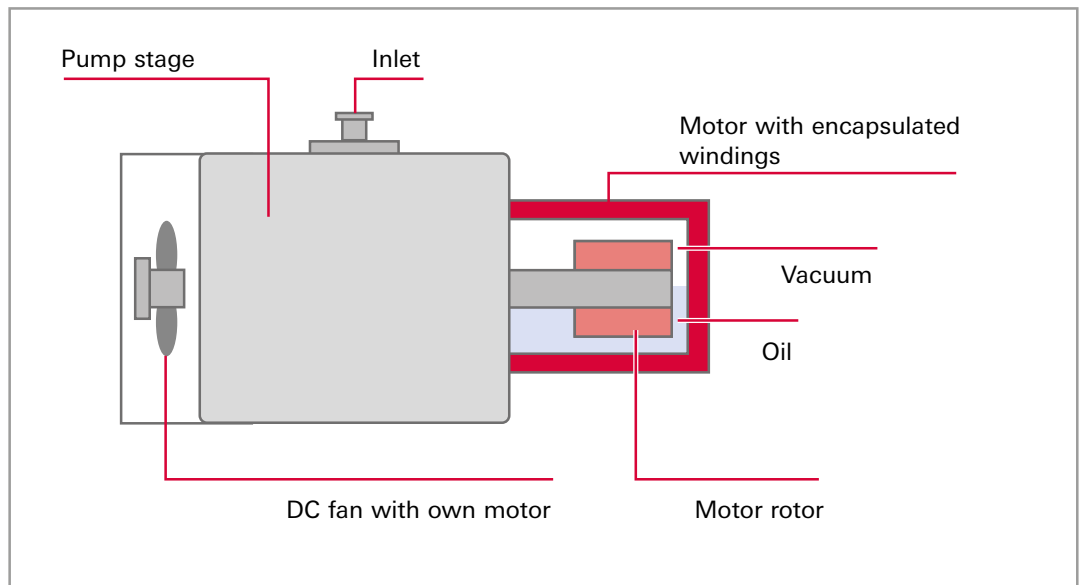 Pump stage
Inlet
Motor with encapsulated
windings
Vacuum
Oil
DC fan with own motor
Motor rotor